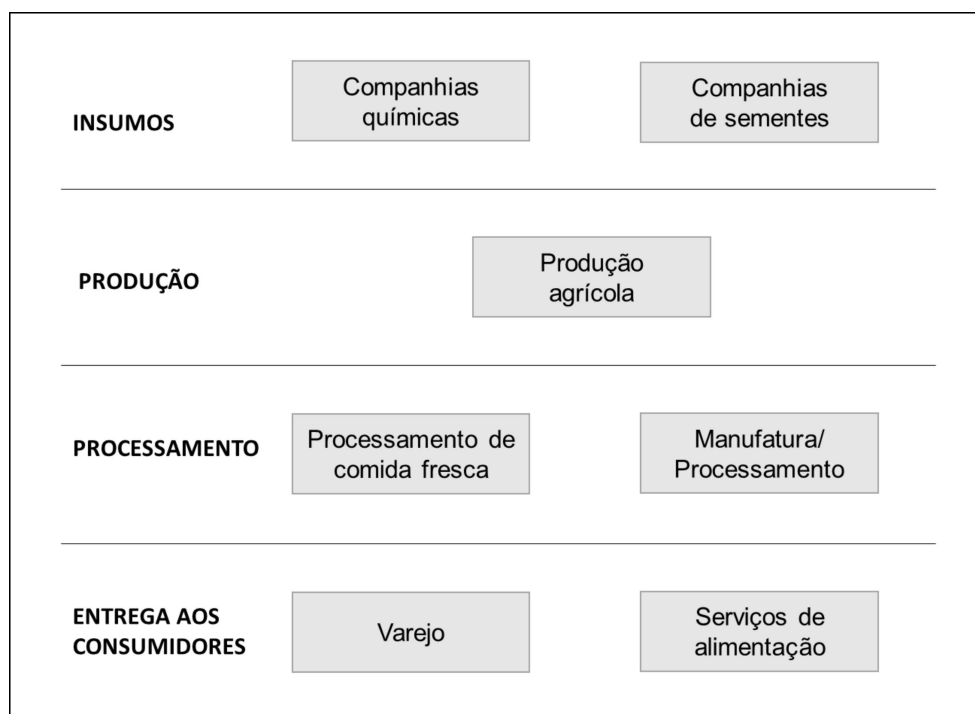 INSUMOS
Companhias
químicas
Companhias
de sementes
PRODUÇÃO
Produção
agrícola
PROCESSAMENTO
Processamento de
comida fresca
Manufatura/
Processamento
ENTREGA AOS
CONSUMIDORES
Varejo
Serviços de
alimentação